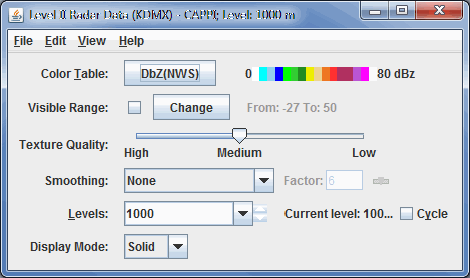 Level II Radar Data (KDMX) - CAPPI; Level: 1000 m
File Edit View Help
Color Table: DbZ(NWS) 0 80 dBz
Visible Range: Change From: -27 To: 50
Texture Quality:
High Medium Low
Smoothing: None Factor: 6
Levels: 1000 Current level: 100... Cycle
Display Mode: Solid